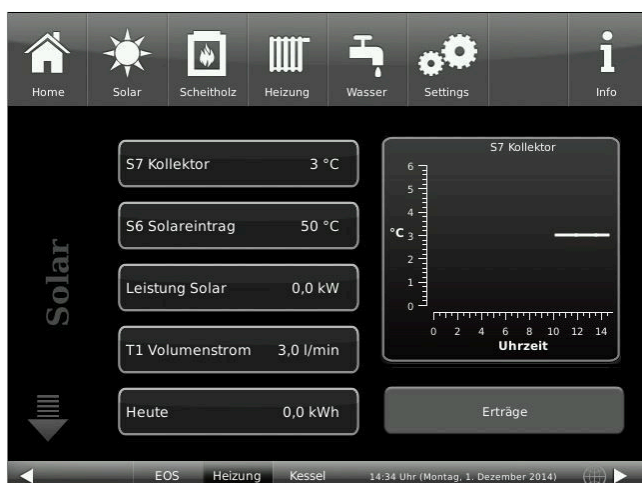 Home Solar Scheitholz Heizung Wasser Settings Info
Solar
S7 Kollektor 3 °C
S6 Solareintrag 50 °C
Leistung Solar 0,0 kW
T1 Volumenstrom 3,0 l/min
Heute 0,0 kWh
S7 Kollektor
6
5
4
°C 3
2
1
0
0 2 4 6 8 10 12 14
Uhrzeit
Erträge
EOS Heizung Kessel 14:34 Uhr (Montag, 1. Dezember 2014)